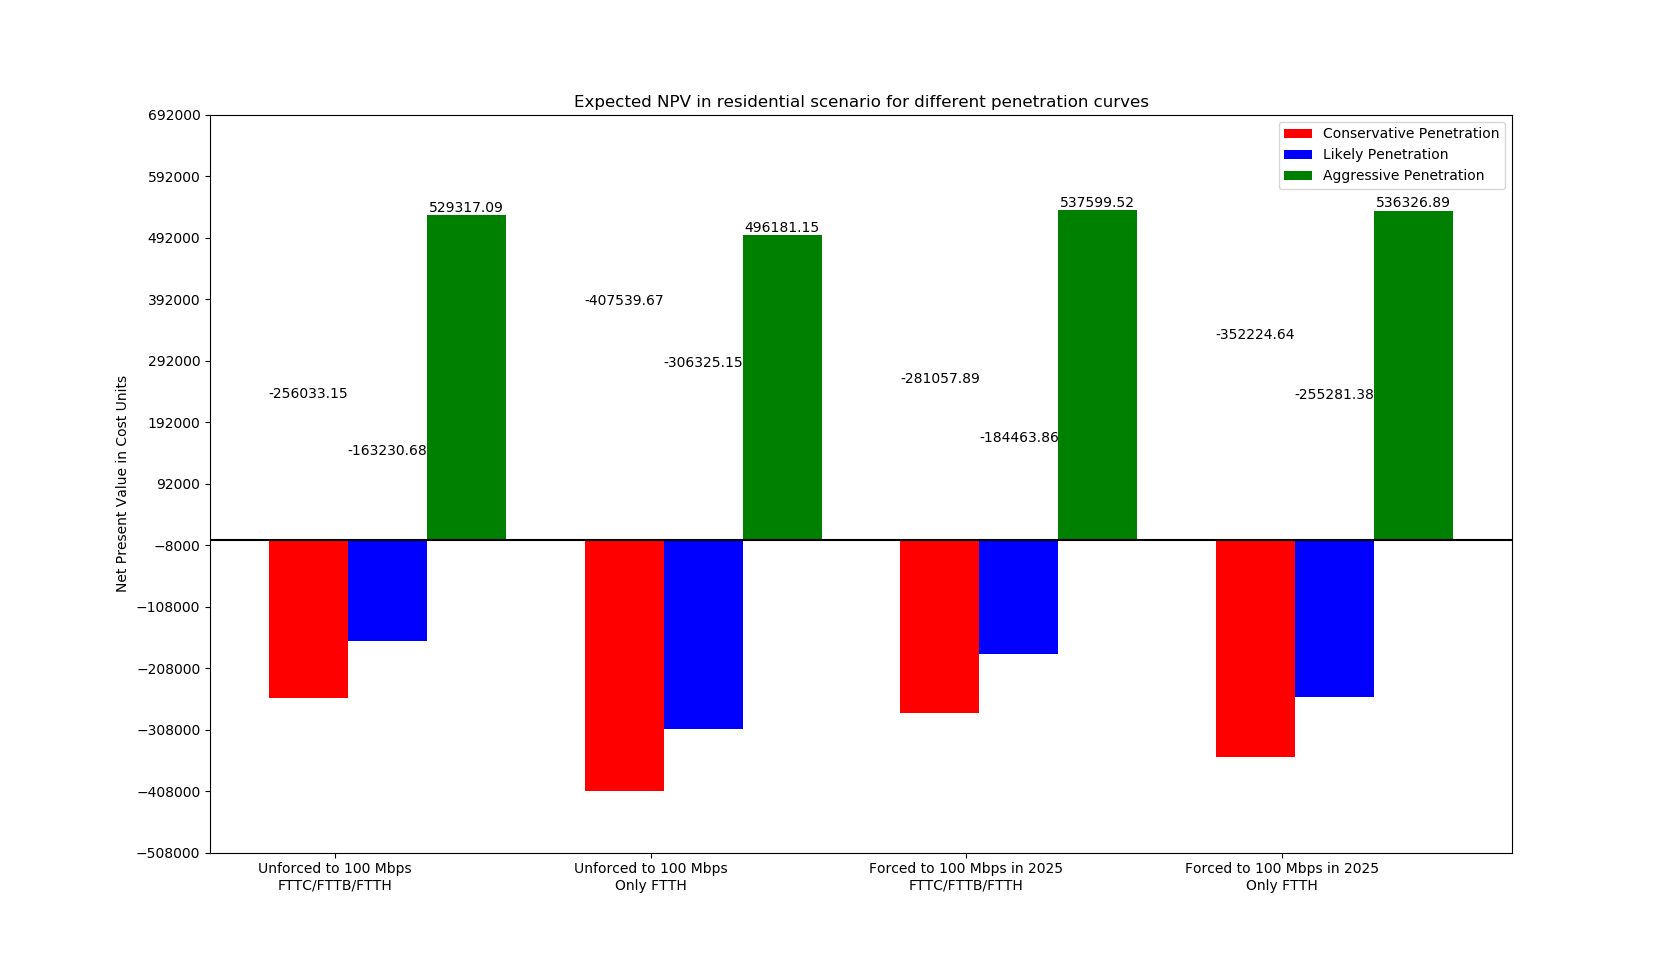 Expected NPV in residential scenario for different penetration curves
692000
592000
492000
392000
292000
192000
92000
−8000
−108000
−208000
−308000
−408000
−508000
Net Present Value in Cost Units
Conservative Penetration
Likely Penetration
Aggressive Penetration
-256033.15
-163230.68
529317.09
-407539.67
-306325.15
496181.15
-281057.89
-184463.86
537599.52
-352224.64
-255281.38
536326.89
Unforced to 100 Mbps
FTTC/FTTB/FTTH
Unforced to 100 Mbps
Only FTTH
Forced to 100 Mbps in 2025
FTTC/FTTB/FTTH
Forced to 100 Mbps in 2025
Only FTTH